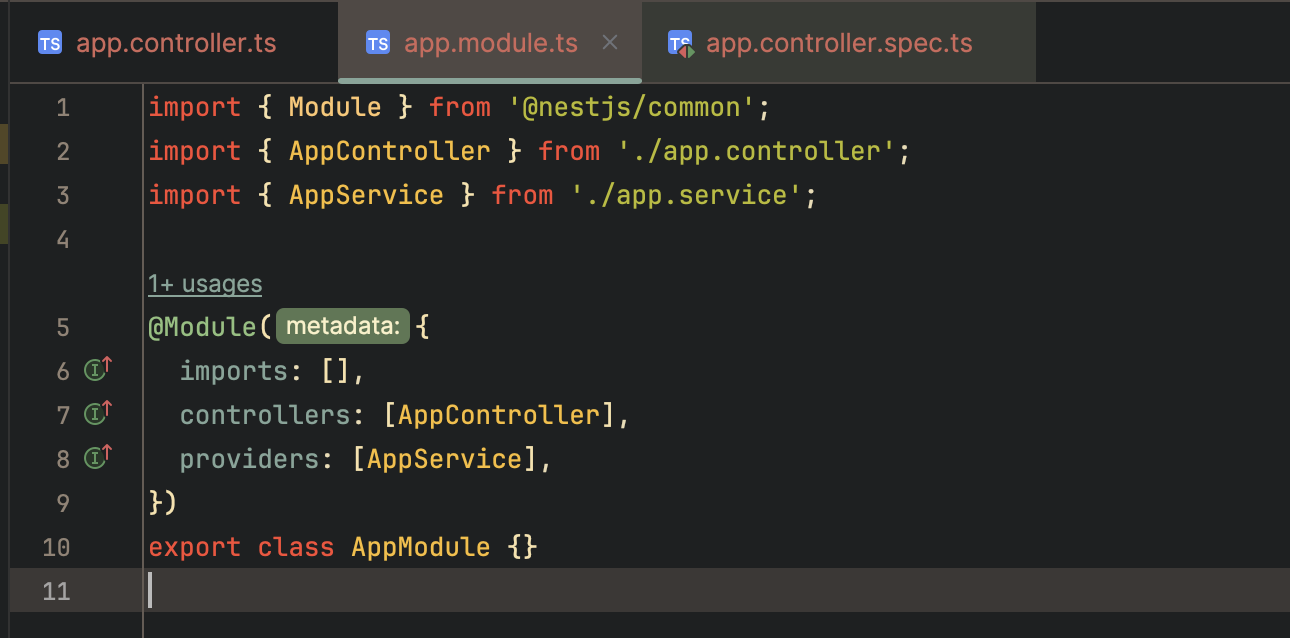 TS app.controller.ts TS app.module.ts × TS app.controller.spec.ts
1 import { Module } from '@nestjs/common';
2 import { AppController } from './app.controller';
3 import { AppService } from './app.service';
4
1+ usages
5 @Module( metadata: {
6 imports: [],
7 controllers: [AppController],
8 providers: [AppService],
9 })
10 export class AppModule {}
11